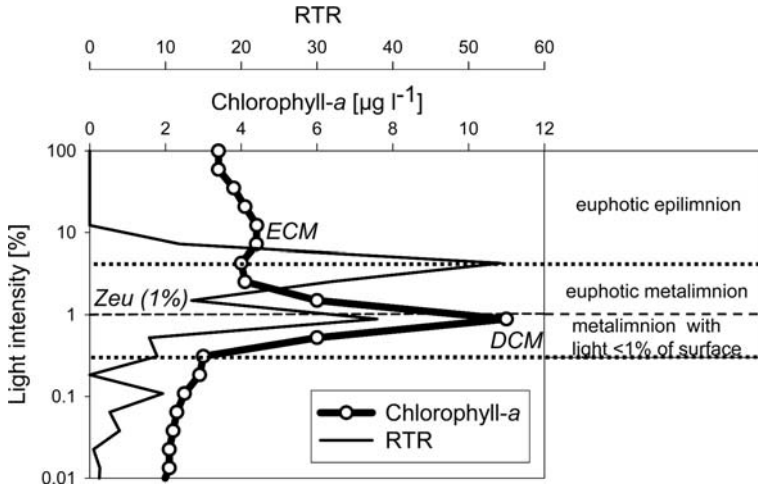 RTR
0 10 20 30 40 50 60
Chlorophyll-a [µg l⁻¹]
0 2 4 6 8 10 12
Light intensity [%]
100
10
1
0.1
0.01
ECM
Zeu (1%)
DCM
euphotic epilimnion
euphotic metalimnion
metalimnion with
light <1% of surface
Chlorophyll-a
RTR